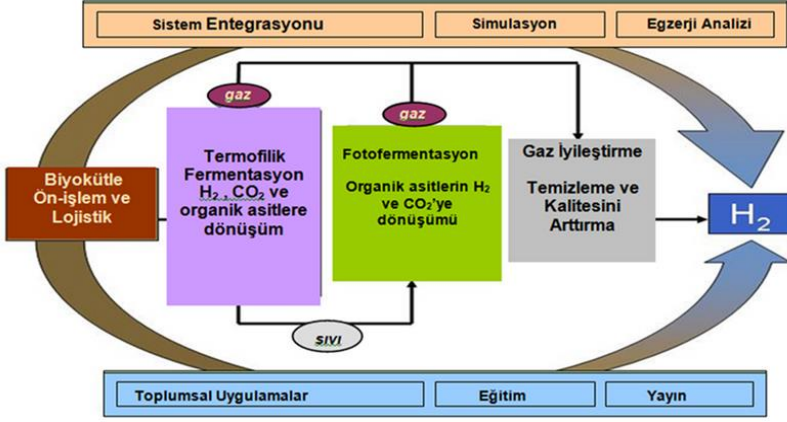 Sistem Entegrasyonu
Simulasyon
Egzerji Analizi
gaz
gaz
Biyokütle
Ön-işlem ve
Lojistik
Termofilik
Fermentasyon
H₂ , CO₂ ve
organik asitlere
dönüşüm
Fotofermentasyon
Organik asitlerin H₂
ve CO₂'ye
dönüşümü
Gaz İyileştirme
Temizleme ve
Kalitesini
Arttırma
H₂
SIVI
Toplumsal Uygulamalar
Eğitim
Yayın